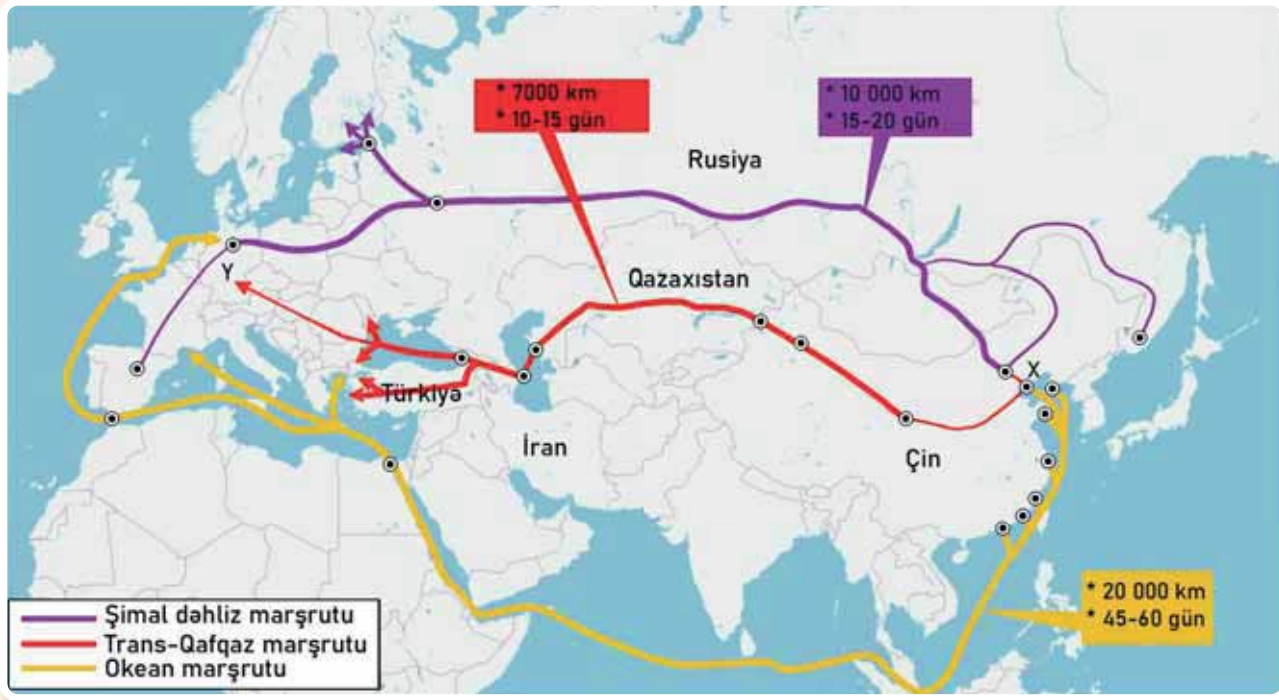 * 7000 km
* 10-15 gün
* 10 000 km
* 15-20 gün
Rusiya
Y
Qazaxıstan
X
Türkiyə
İran
Çin
* 20 000 km
* 45-60 gün
Şimal dəhliz marşrutu
Trans-Qafqaz marşrutu
Okean marşrutu